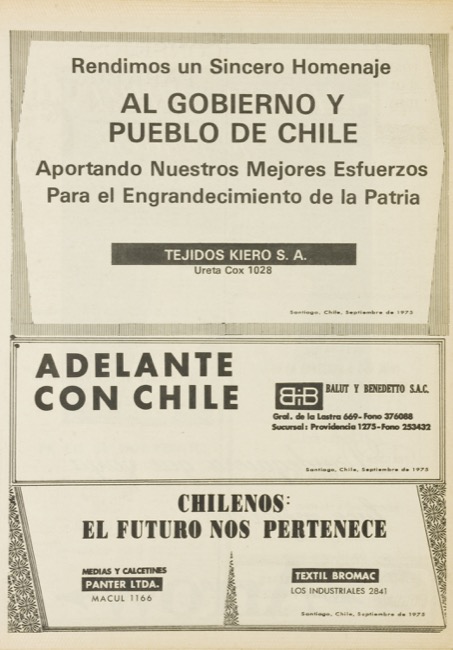 Rendimos un Sincero Homenaje
AL GOBIERNO Y
PUEBLO DE CHILE
Aportando Nuestros Mejores Esfuerzos
Para el Engrandecimiento de la Patria
TEJIDOS KIERO S. A.
Ureta Cox 1028
Santiago, Chile, Septiembre de 1973
ADELANTE
CON CHILE
BiB BALUT Y BENEDETTO S.A.C.
Gral. de la Lastra 669-Fono 376088
Sucursal: Providencia 1275-Fono 253432
Santiago, Chile, Septiembre de 1973
CHILENOS:
EL FUTURO NOS PERTENECE
MEDIAS Y CALCETINES
PANTER LTDA.
MACUL 1166
TEXTIL BROMAC
LOS INDUSTRIALES 2841
Santiago, Chile, Septiembre de 1973